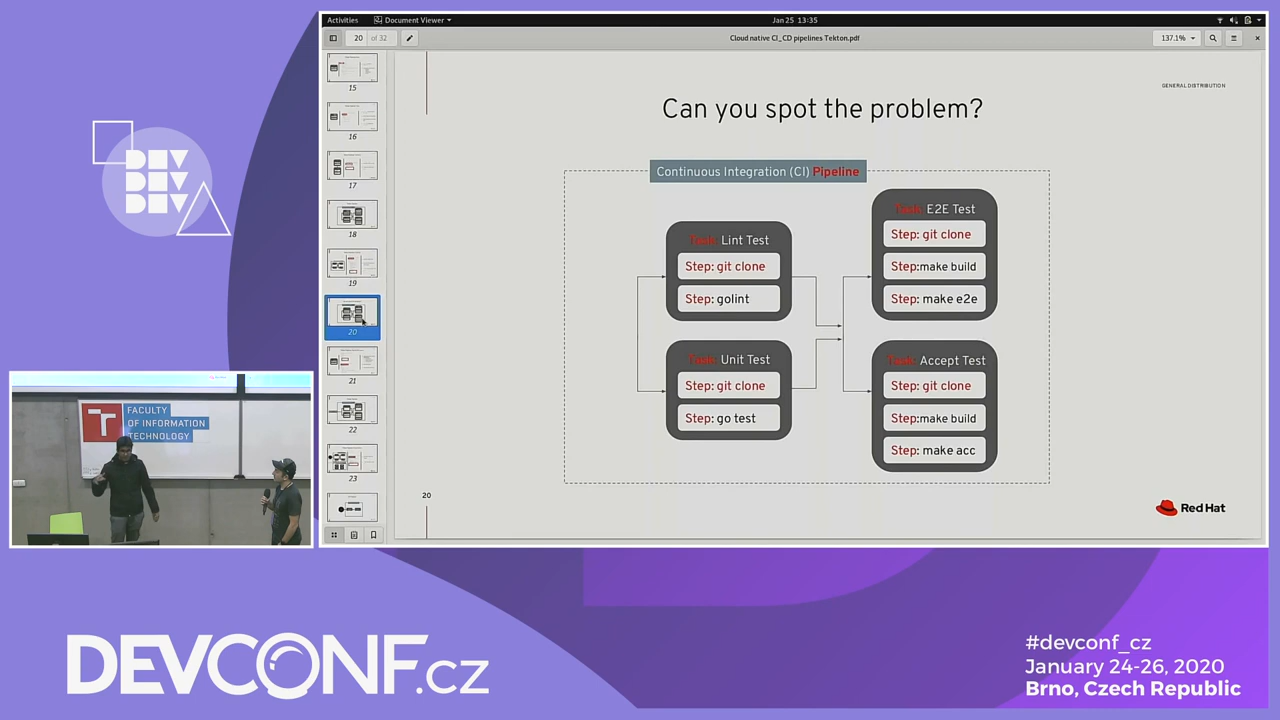 Activities
Document Viewer
Jan 25 13:35
20
of 32
Cloud native CI_CD pipelines Tekton.pdf
137.1%
15
16
17
18
19
20
21
22
23
GENERAL DISTRIBUTION
Can you spot the problem?
Continuous Integration (CI) Pipeline
Lint Test
Step: git clone
Step: golint
Unit Test
Step: git clone
Step: go test
E2E Test
Step: git clone
Step:make build
Step: make e2e
Accept Test
Step: git clone
Step:make build
Step: make acc
20
Red Hat
DEV
DEV
DEV
T
FACULTY
OF INFORMATION
TECHNOLOGY
DEVCONF.cz
#devconf_cz
January 24-26, 2020
Brno, Czech Republic